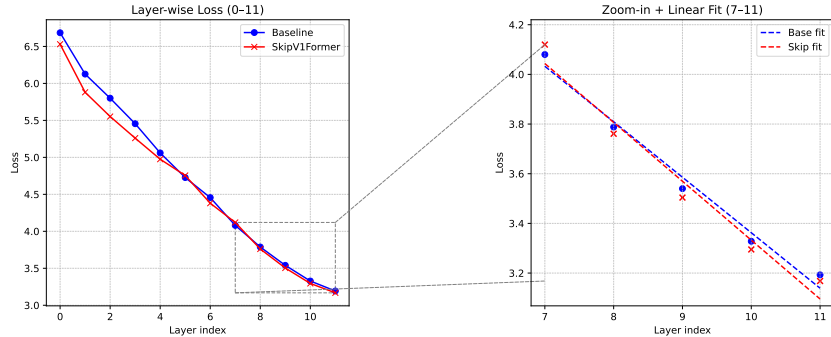 Layer-wise Loss (0–11)
Baseline
SkipV1Former
Loss
6.5
6.0
5.5
5.0
4.5
4.0
3.5
3.0
0 2 4 6 8 10
Layer index
Zoom-in + Linear Fit (7–11)
Base fit
Skip fit
Loss
4.2
4.0
3.8
3.6
3.4
3.2
7 8 9 10 11
Layer index